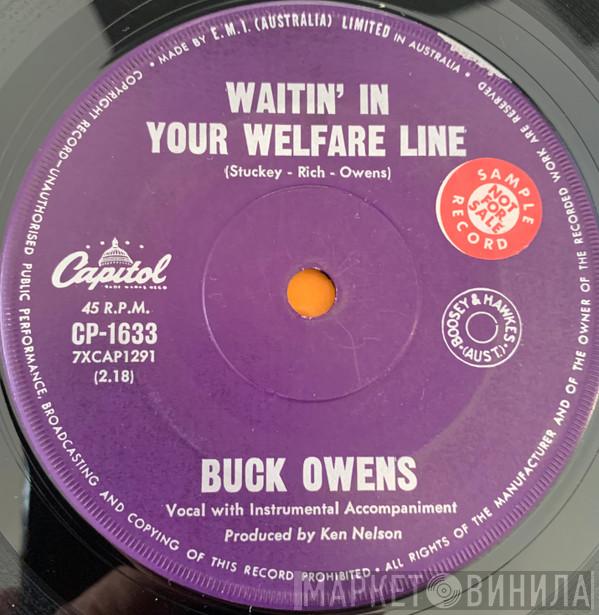 COPYRIGHT RECORD—UNAUTHORISED PUBLIC PERFORMANCE, BROADCASTING AND COPYING OF THIS RECORD PROHIBITED • ALL RIGHTS OF THE MANUFACTURER AND OF THE OWNER OF THE RECORDED WORK ARE RESERVED
• MADE BY E.M.I. (AUSTRALIA) LIMITED IN AUSTRALIA •
WAITIN' IN
YOUR WELFARE LINE
(Stuckey - Rich - Owens)
SAMPLE
NOT
FOR
SALE
RECORD
Capitol
45 R.P.M.
CP-1633
7XCAP1291
(2.18)
BOOSEY & HAWKES
(AUST.)
BUCK OWENS
Vocal with Instrumental Accompaniment
Produced by Ken Nelson
МАРКЕТ ВИНИЛА